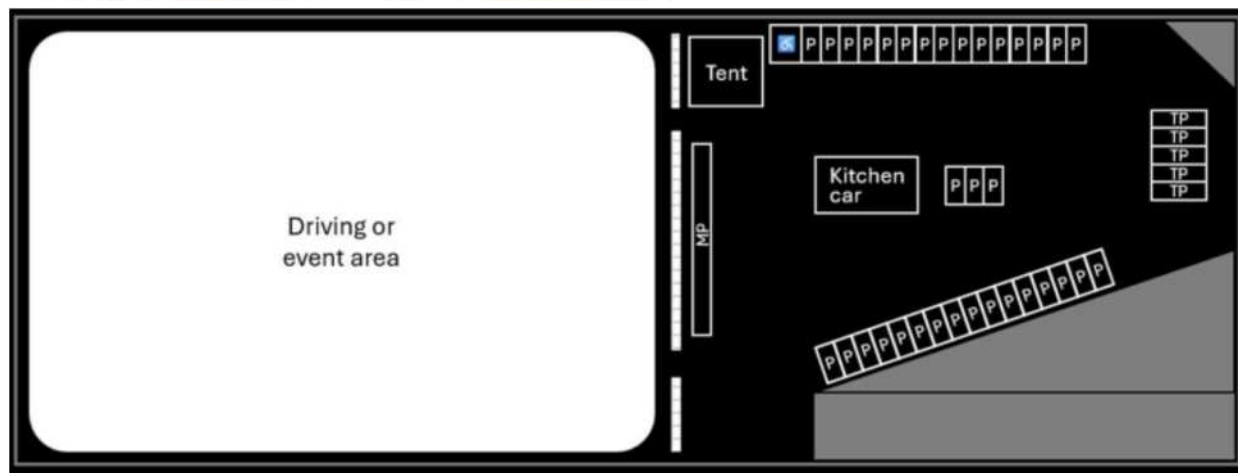 P P P P P P P P P P P P P P P
Tent
TP
TP
TP
TP
TP
Kitchen
car
P P P
MP
Driving or
event area
P P P P P P P P P P P P P P P P